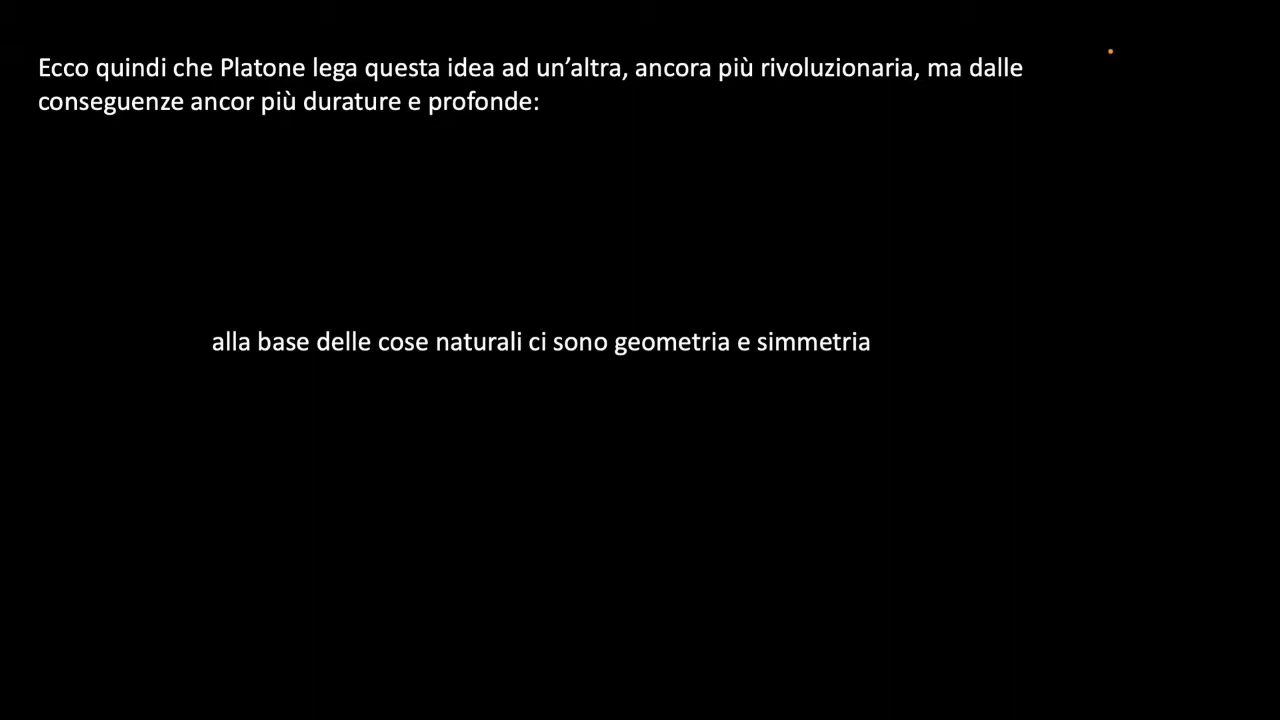 Ecco quindi che Platone lega questa idea ad un’altra, ancora più rivoluzionaria, ma dalle
conseguenze ancor più durature e profonde:
alla base delle cose naturali ci sono geometria e simmetria